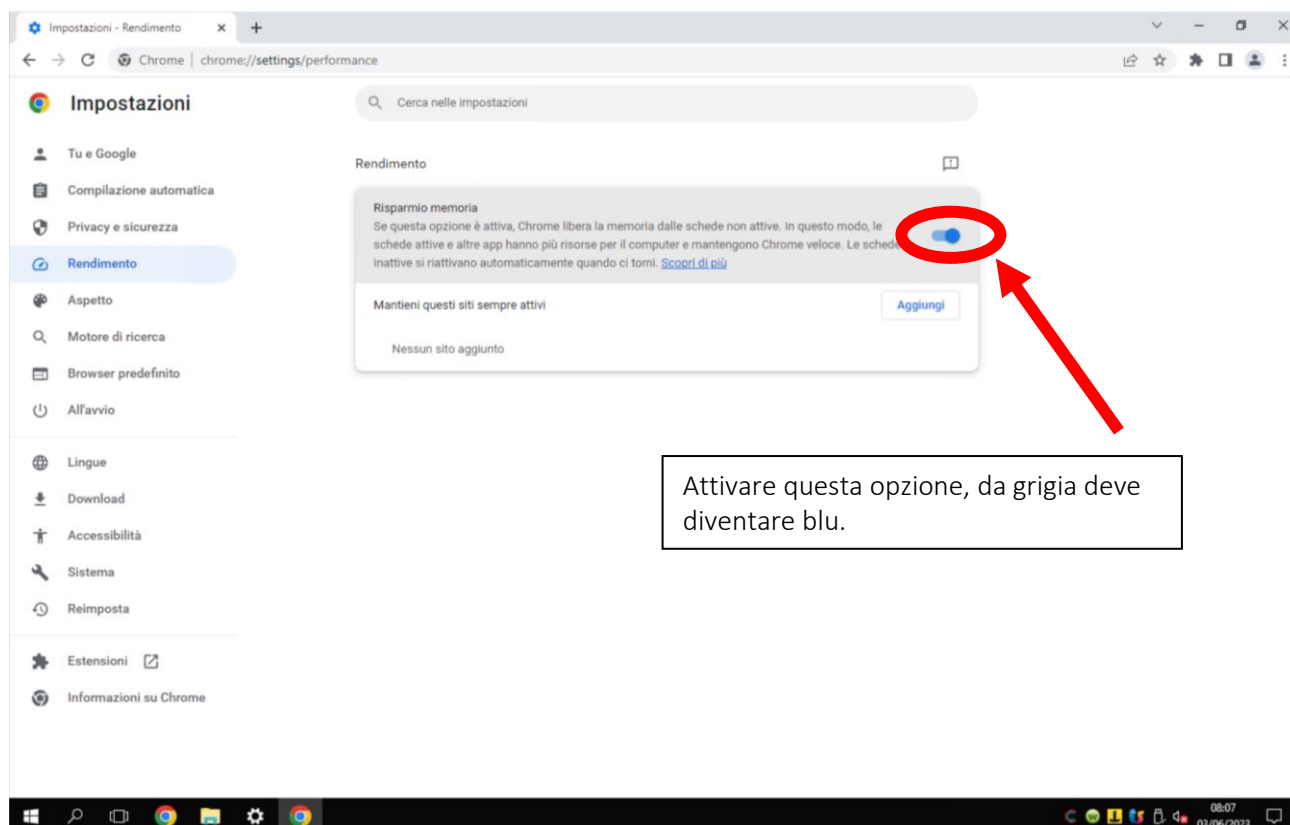 Impostazioni - Rendimento
Chrome | chrome://settings/performance
Impostazioni
Cerca nelle impostazioni
Tu e Google
Compilazione automatica
Privacy e sicurezza
Rendimento
Aspetto
Motore di ricerca
Browser predefinito
All'avvio
Lingue
Download
Accessibilità
Sistema
Reimposta
Estensioni
Informazioni su Chrome
Rendimento
Risparmio memoria
Se questa opzione è attiva, Chrome libera la memoria dalle schede non attive. In questo modo, le
schede attive e altre app hanno più risorse per il computer e mantengono Chrome veloce. Le schede
inattive si riattivano automaticamente quando ci torni. Scopri di più
Mantieni questi siti sempre attivi
Aggiungi
Nessun sito aggiunto
Attivare questa opzione, da grigia deve
diventare blu.
08:07
03/06/2023